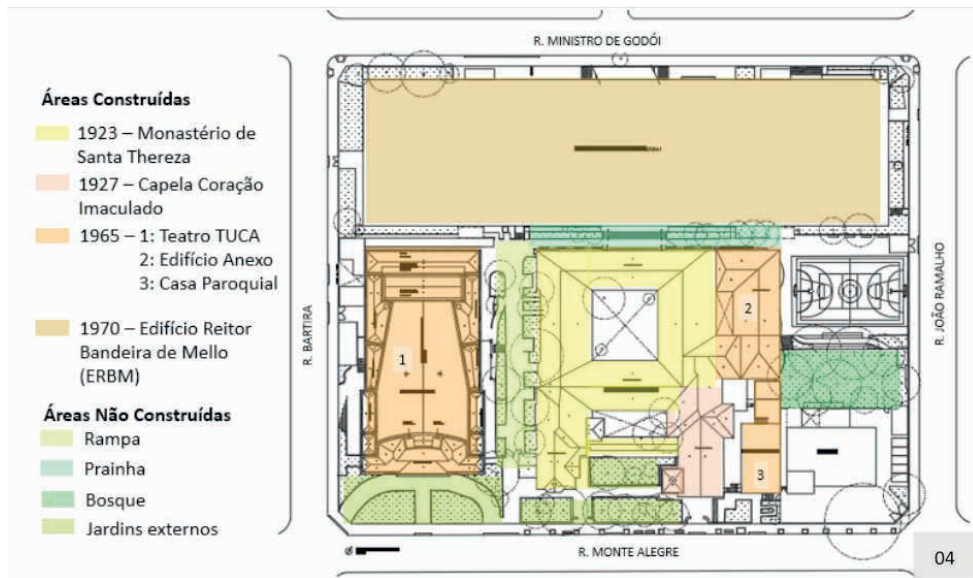 R. MINISTRO DE GODÓI
Áreas Construídas
1923 – Monastério de
Santa Thereza
1927 – Capela Coração
Imaculado
1965 – 1: Teatro TUCA
2: Edifício Anexo
3: Casa Paroquial
1970 – Edifício Reitor
Bandeira de Mello
(ERBM)
Áreas Não Construídas
Rampa
Prainha
Bosque
Jardins externos
R. BARTIRA
1
2
3
R. JOÃO RAMALHO
R. MONTE ALEGRE
04